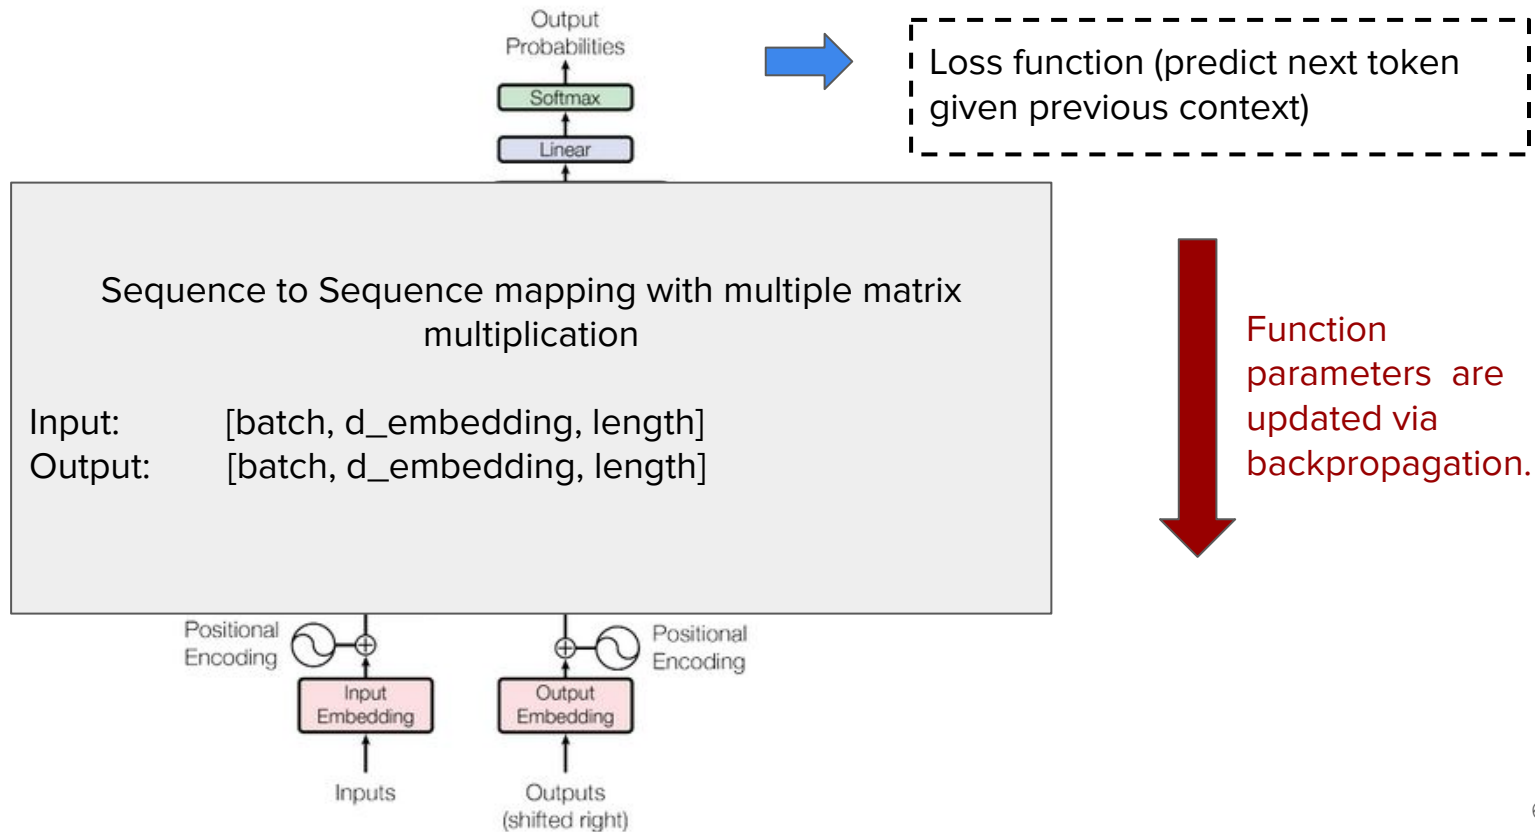 Output
Probabilities
Softmax
Linear
Loss function (predict next token
given previous context)
Sequence to Sequence mapping with multiple matrix
multiplication
Input: [batch, d_embedding, length]
Output: [batch, d_embedding, length]
Function
parameters are
updated via
backpropagation.
Positional
Encoding
Positional
Encoding
Input
Embedding
Output
Embedding
Inputs
Outputs
(shifted right)